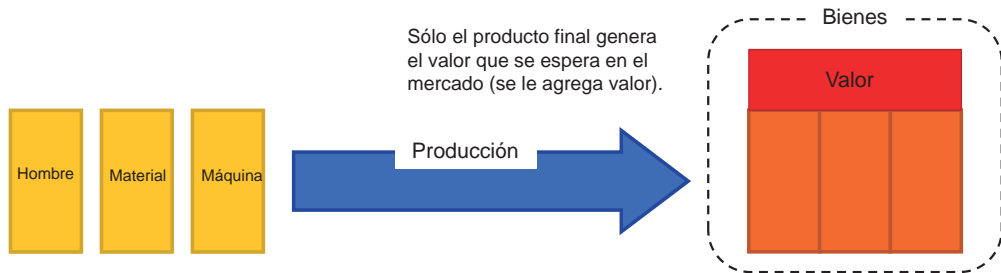 Bienes
Sólo el producto final genera
el valor que se espera en el
mercado (se le agrega valor).
Valor
Hombre
Material
Máquina
Producción